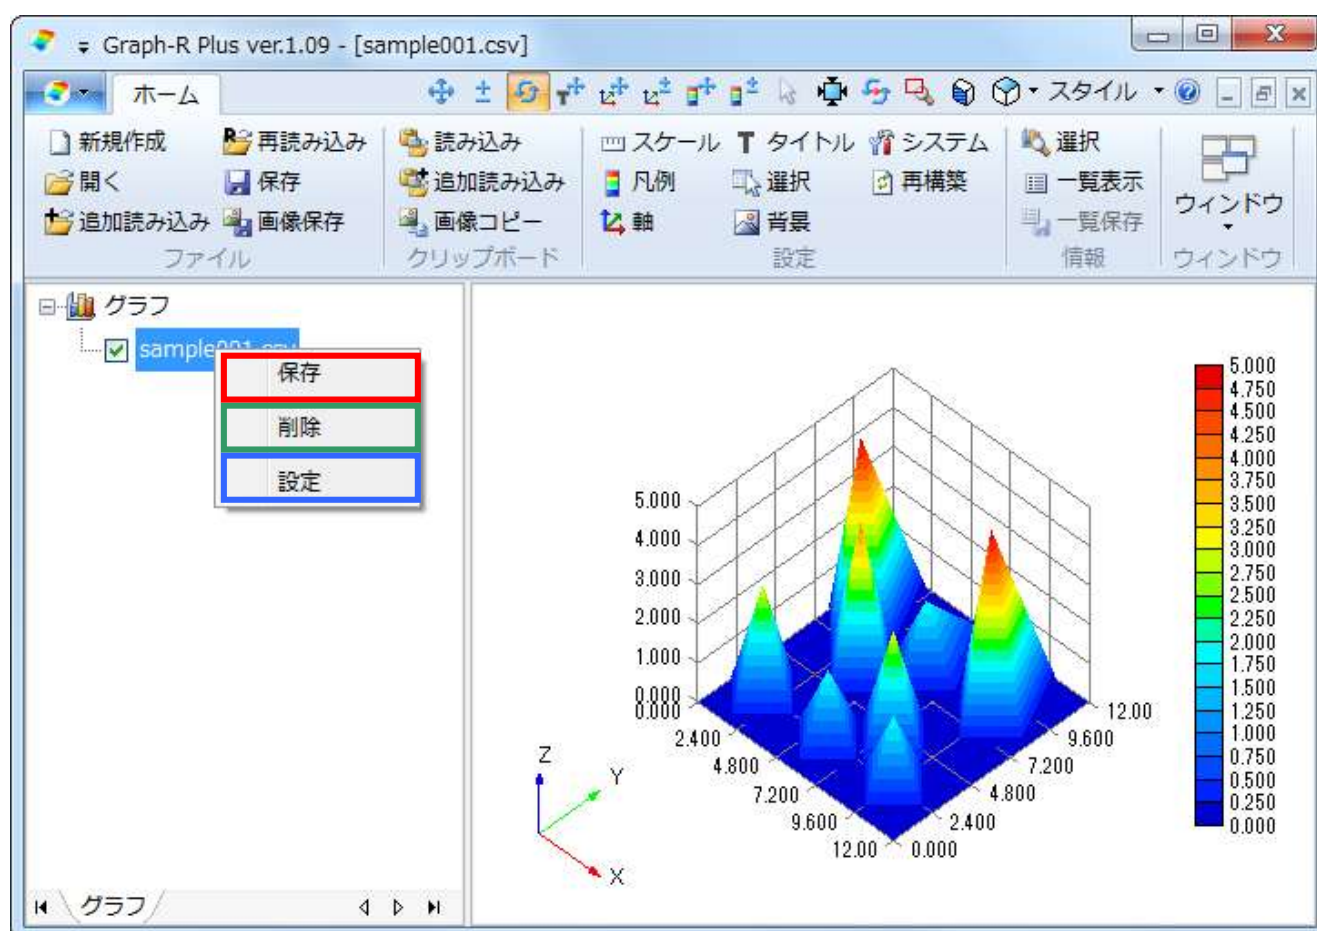 Graph-R Plus ver.1.09 - [sample001.csv]
ホーム
スタイル
新規作成 再読み込み 読み込み スケール タイトル システム 選択
開く 保存 追加読み込み 凡例 選択 再構築 一覧表示
ウィンドウ
追加読み込み 画像保存 画像コピー 軸 背景 一覧保存
ファイル クリップボード 設定 情報 ウィンドウ
グラフ
sample001.csv
保存
削除
設定
5.000
4.750
4.500
4.250
4.000
3.750
3.500
3.250
3.000
2.750
2.500
2.250
2.000
1.750
1.500
1.250
1.000
0.750
0.500
0.250
0.000
5.000
4.000
3.000
2.000
1.000
0.000
0.000
2.400
4.800
7.200
9.600
12.00
0.000
2.400
4.800
7.200
9.600
12.00
Z
Y
X
グラフ